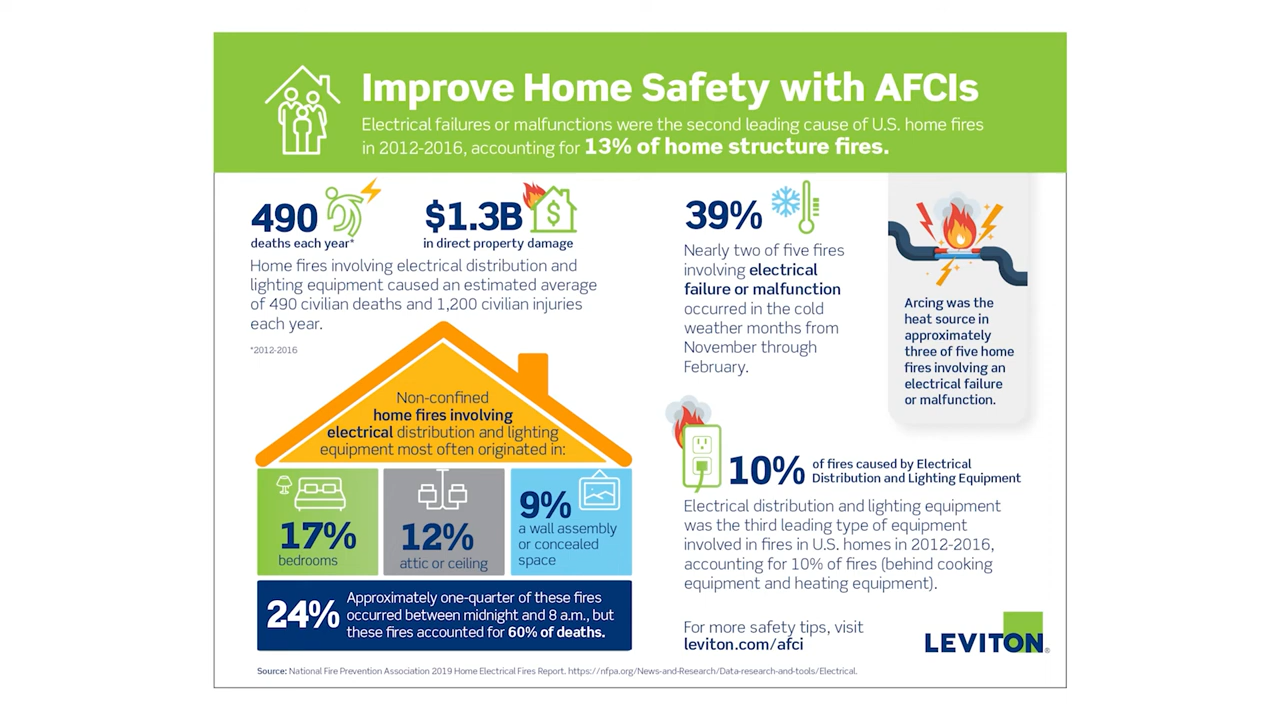 Improve Home Safety with AFCIs
Electrical failures or malfunctions were the second leading cause of U.S. home fires
in 2012-2016, accounting for 13% of home structure fires.
490
deaths each year*
$1.3B
in direct property damage
Home fires involving electrical distribution and
lighting equipment caused an estimated average
of 490 civilian deaths and 1,200 civilian injuries
each year.
*2012-2016
Non-confined
home fires involving
electrical distribution and lighting
equipment most often originated in:
17%
bedrooms
12%
attic or ceiling
9%
a wall assembly
or concealed
space
24%
Approximately one-quarter of these fires
occurred between midnight and 8 a.m., but
these fires accounted for 60% of deaths.
39%
Nearly two of five fires
involving electrical
failure or malfunction
occurred in the cold
weather months from
November through
February.
Arcing was the
heat source in
approximately
three of five home
fires involving an
electrical failure
or malfunction.
10%
of fires caused by Electrical
Distribution and Lighting Equipment
Electrical distribution and lighting equipment
was the third leading type of equipment
involved in fires in U.S. homes in 2012-2016,
accounting for 10% of fires (behind cooking
equipment and heating equipment).
For more safety tips, visit
leviton.com/afci
LEVITON®
Source: National Fire Prevention Association 2019 Home Electrical Fires Report. https://nfpa.org/News-and-Research/Data-research-and-tools/Electrical.